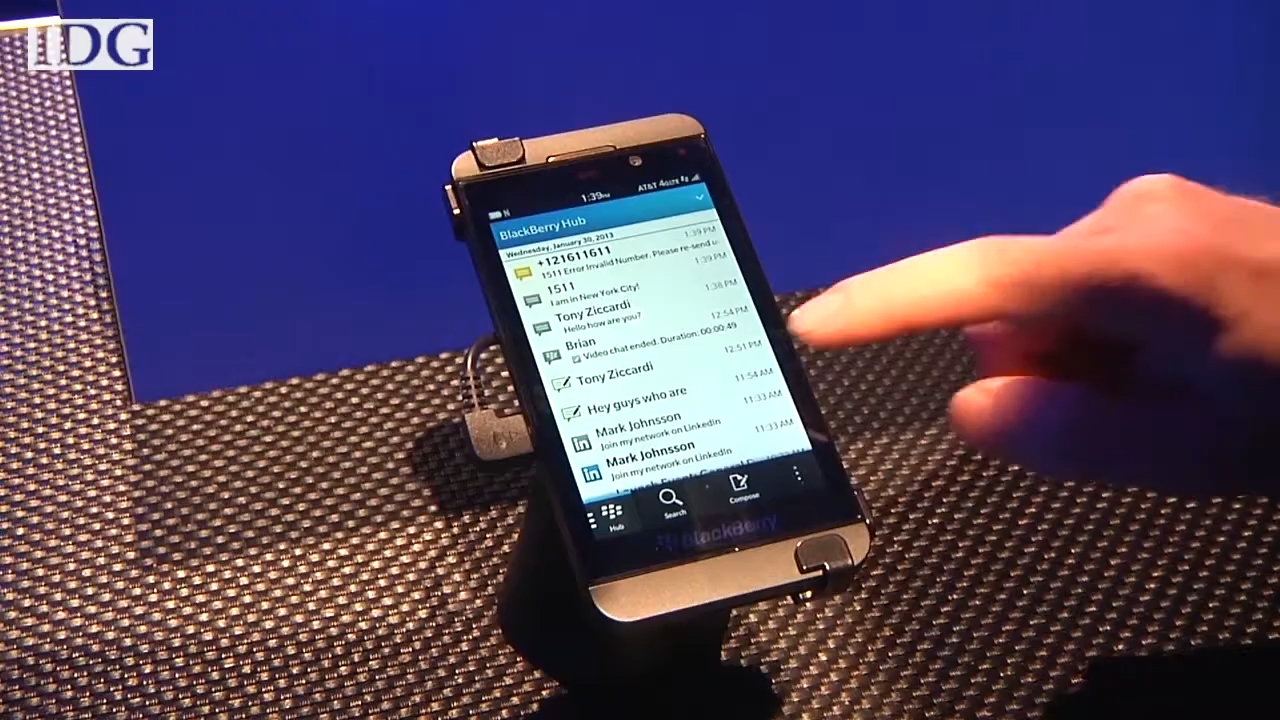 IDG
1:39PM
AT&T 4GLTE
BlackBerry Hub
Wednesday, January 30, 2013
+121611611 1:39 PM
1511 Error Invalid Number. Please re-send u
1511 1:39 PM
I am in New York City!
Tony Ziccardi 1:38 PM
Hello how are you?
Brian 12:54 PM
Video chat ended. Duration: 00:00:49
Tony Ziccardi 12:51 PM
Hey guys who are 11:54 AM
Mark Johnsson 11:33 AM
Join my network on LinkedIn
Mark Johnsson 11:33 AM
Join my network on LinkedIn
Hub
Search
Compose
BlackBerry